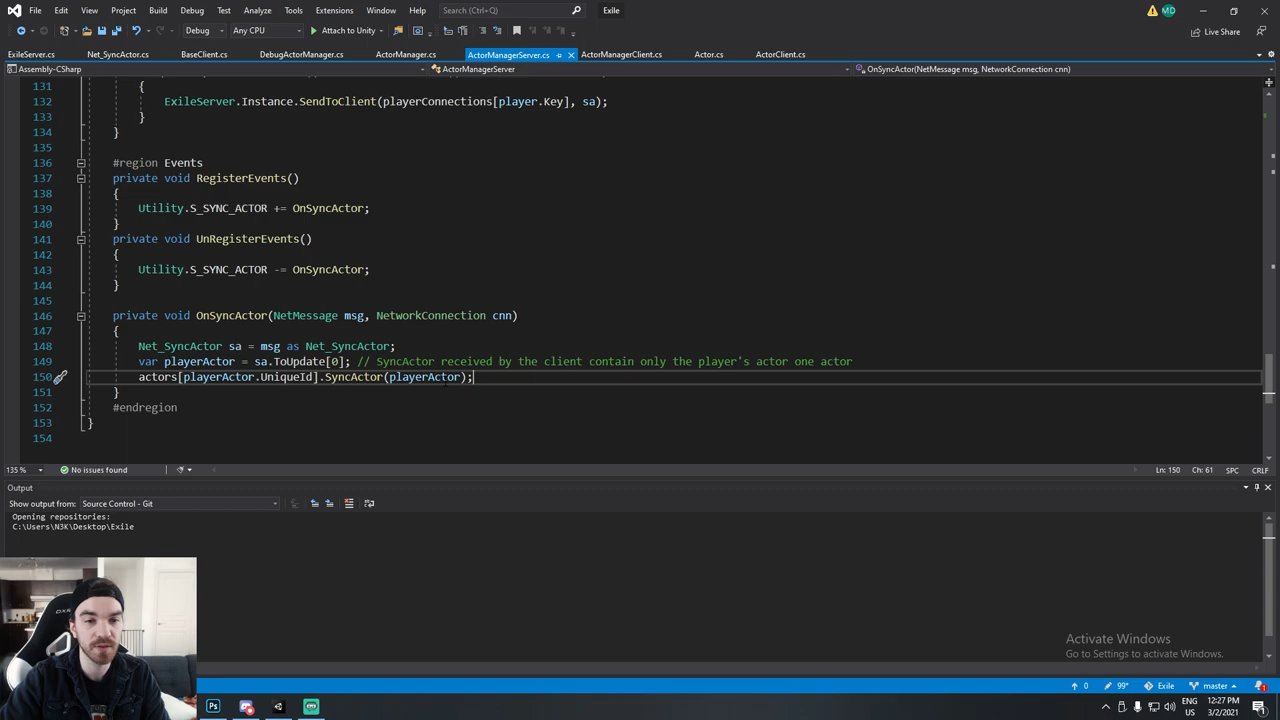 File Edit View Project Build Debug Test Analyze Tools Extensions Window Help Search (Ctrl+Q) Exile MD
Debug Any CPU Attach to Unity Live Share
ExileServer.cs Net_SyncActor.cs BaseClient.cs DebugActorManager.cs ActorManager.cs ActorManagerServer.cs ActorManagerClient.cs Actor.cs ActorClient.cs
Assembly-CSharp ActorManagerServer OnSyncActor(NetMessage msg, NetworkConnection cnn)
131 {
132 ExileServer.Instance.SendToClient(playerConnections[player.Key], sa);
133 }
134 }
135
136 #region Events
137 private void RegisterEvents()
138 {
139 Utility.S_SYNC_ACTOR += OnSyncActor;
140 }
141 private void UnRegisterEvents()
142 {
143 Utility.S_SYNC_ACTOR -= OnSyncActor;
144 }
145
146 private void OnSyncActor(NetMessage msg, NetworkConnection cnn)
147 {
148 Net_SyncActor sa = msg as Net_SyncActor;
149 var playerActor = sa.ToUpdate[0]; // SyncActor received by the client contain only the player's actor one actor
150 actors[playerActor.UniqueId].SyncActor(playerActor);
151 }
152 #endregion
153 }
154
135 % No issues found Ln: 150 Ch: 61 SPC CRLF
Output
Show output from: Source Control - Git
Opening repositories:
C:\Users\N3K\Desktop\Exile
Activate Windows
Go to Settings to activate Windows.
0 99+ Exile master 1
Ps ENG 12:27 PM
US 3/2/2021 1